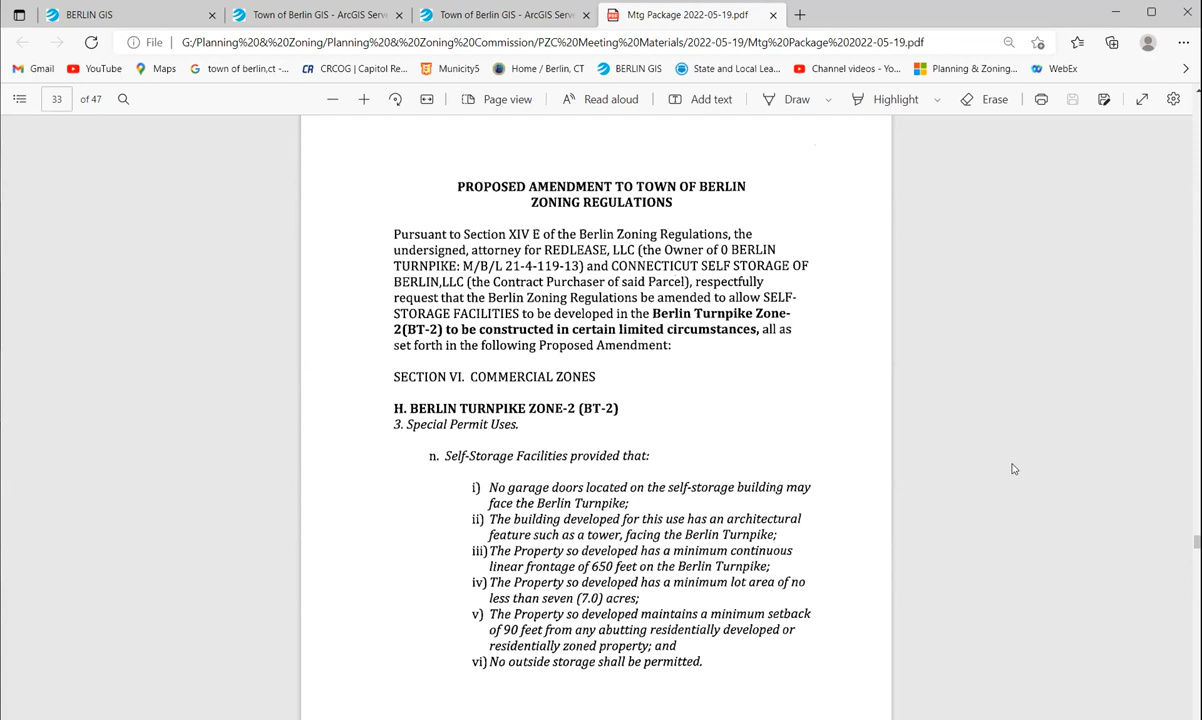 BERLIN GIS
Town of Berlin GIS - ArcGIS Serv
Town of Berlin GIS - ArcGIS Serv
Mtg Package 2022-05-19.pdf
File
G:/Planning%20&%20Zoning/Planning%20&%20Zoning%20Commission/PZC%20Meeting%20Materials/2022-05-19/Mtg%20Package%202022-05-19.pdf
Gmail
YouTube
Maps
town of berlin,ct -...
CRCOG | Capitol Re...
Municity5
Home / Berlin, CT
BERLIN GIS
State and Local Lea...
Channel videos - Yo...
Planning & Zoning...
WebEx
33 of 47
Page view
Read aloud
Add text
Draw
Highlight
Erase
PROPOSED AMENDMENT TO TOWN OF BERLIN
ZONING REGULATIONS
Pursuant to Section XIV E of the Berlin Zoning Regulations, the
undersigned, attorney for REDLEASE, LLC (the Owner of 0 BERLIN
TURNPIKE: M/B/L 21-4-119-13) and CONNECTICUT SELF STORAGE OF
BERLIN,LLC (the Contract Purchaser of said Parcel), respectfully
request that the Berlin Zoning Regulations be amended to allow SELF-
STORAGE FACILITIES to be developed in the Berlin Turnpike Zone-
2(BT-2) to be constructed in certain limited circumstances, all as
set forth in the following Proposed Amendment:
SECTION VI. COMMERCIAL ZONES
H. BERLIN TURNPIKE ZONE-2 (BT-2)
3. Special Permit Uses.
n. Self-Storage Facilities provided that:
i) No garage doors located on the self-storage building may
face the Berlin Turnpike;
ii) The building developed for this use has an architectural
feature such as a tower, facing the Berlin Turnpike;
iii) The Property so developed has a minimum continuous
linear frontage of 650 feet on the Berlin Turnpike;
iv) The Property so developed has a minimum lot area of no
less than seven (7.0) acres;
v) The Property so developed maintains a minimum setback
of 90 feet from any abutting residentially developed or
residentially zoned property; and
vi) No outside storage shall be permitted.